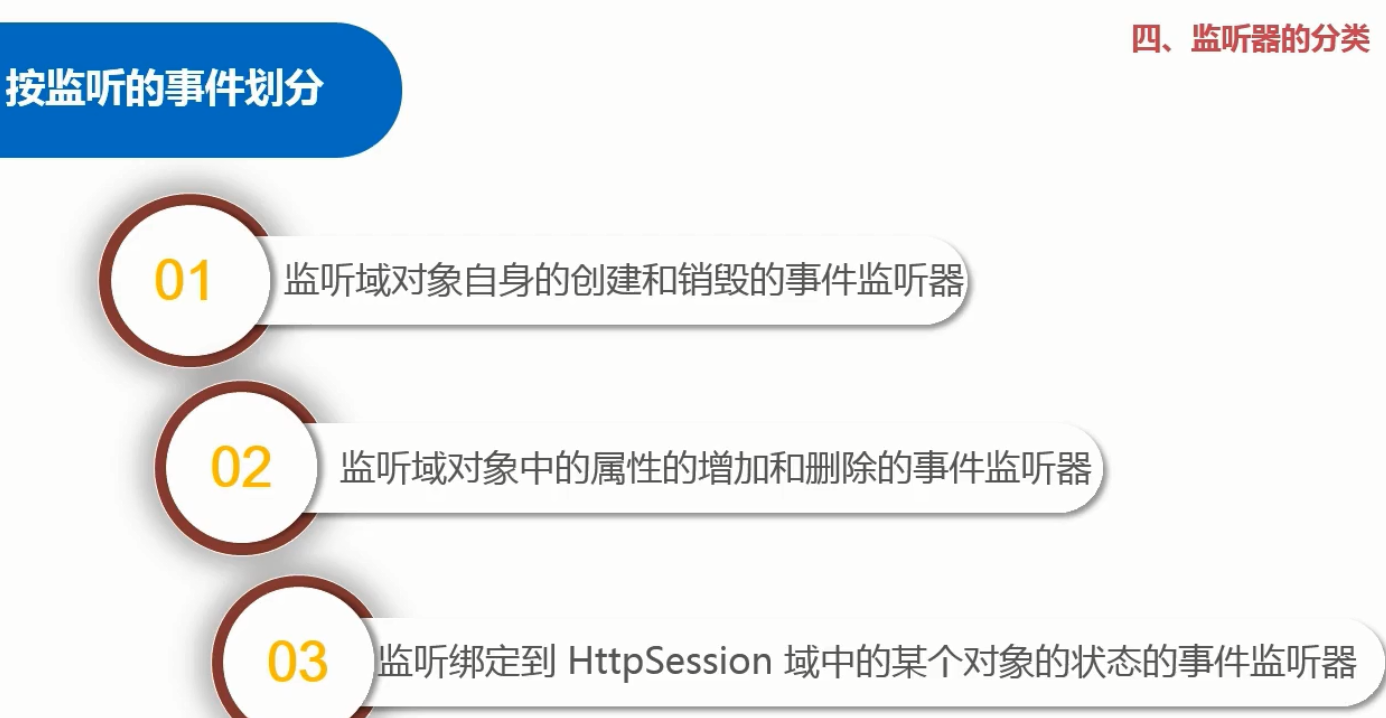 四、监听器的分类
按监听的事件划分
01
监听域对象自身的创建和销毁的事件监听器
02
监听域对象中的属性的增加和删除的事件监听器
03
监听绑定到 HttpSession 域中的某个对象的状态的事件监听器